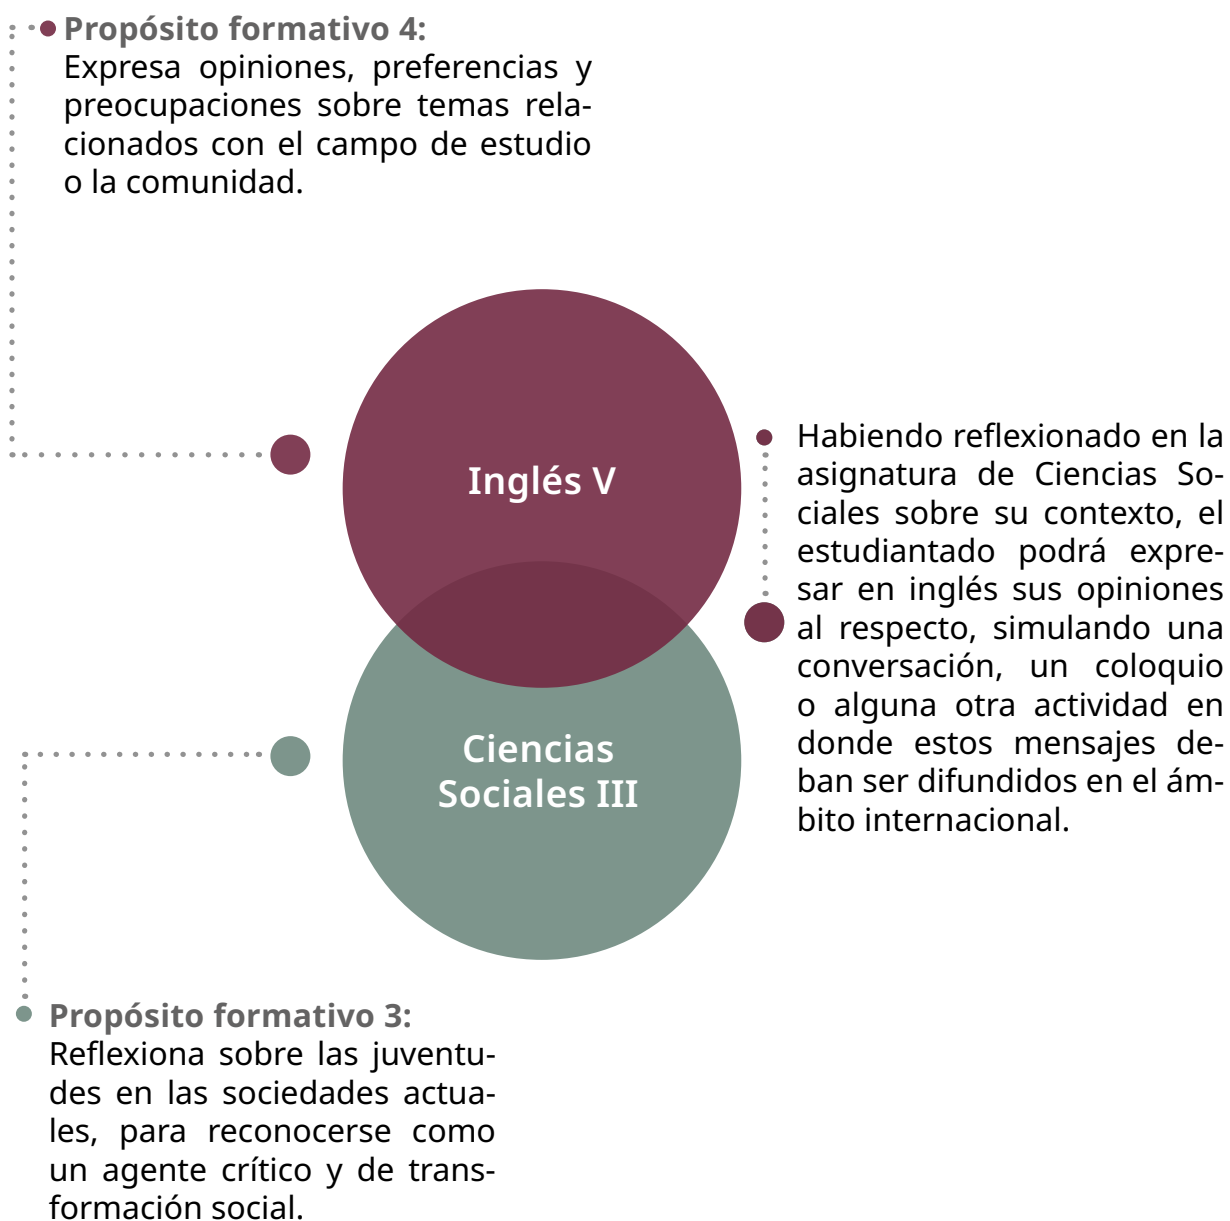 Propósito formativo 4:
Expresa opiniones, preferencias y
preocupaciones sobre temas rela-
cionados con el campo de estudio
o la comunidad.
Inglés V
Habiendo reflexionado en la
asignatura de Ciencias So-
ciales sobre su contexto, el
estudiantado podrá expre-
sar en inglés sus opiniones
al respecto, simulando una
conversación, un coloquio
o alguna otra actividad en
donde estos mensajes de-
ban ser difundidos en el ám-
bito internacional.
Ciencias
Sociales III
Propósito formativo 3:
Reflexiona sobre las juventu-
des en las sociedades actua-
les, para reconocerse como
un agente crítico y de trans-
formación social.